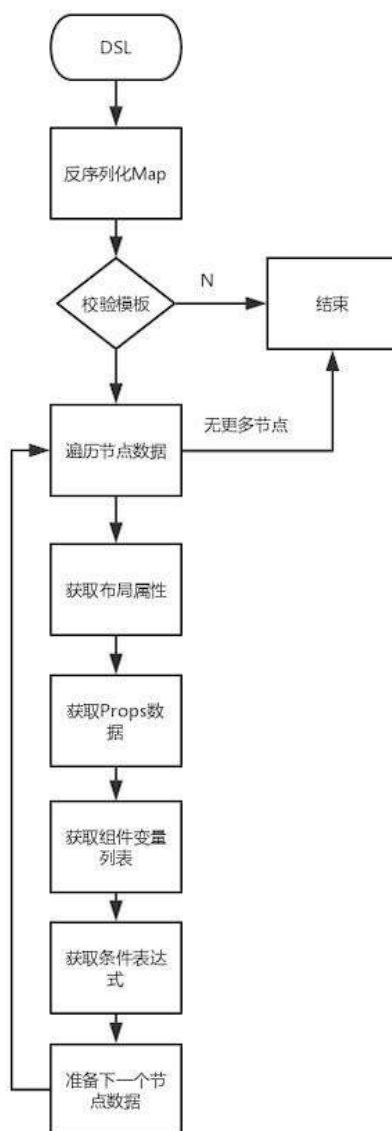 DSL
反序列化Map
校验模板
N
结束
无更多节点
遍历节点数据
获取布局属性
获取Props数
据
获取组件变量
列表
获取条件表达
式
准备下一个节
点数据